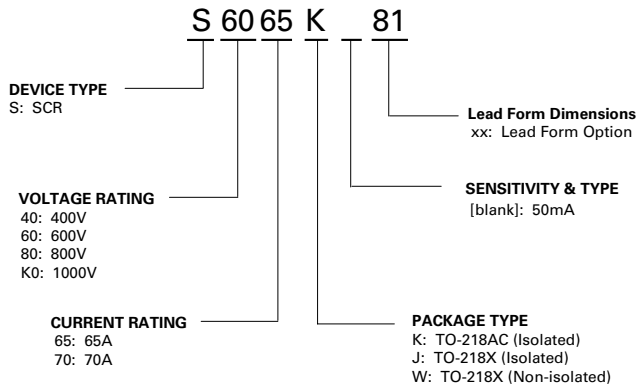 S 60 65 K _ 81
DEVICE TYPE
S: SCR
VOLTAGE RATING
40: 400V
60: 600V
80: 800V
K0: 1000V
CURRENT RATING
65: 65A
70: 70A
Lead Form Dimensions
xx: Lead Form Option
SENSITIVITY & TYPE
[blank]: 50mA
PACKAGE TYPE
K: TO-218AC (Isolated)
J: TO-218X (Isolated)
W: TO-218X (Non-isolated)